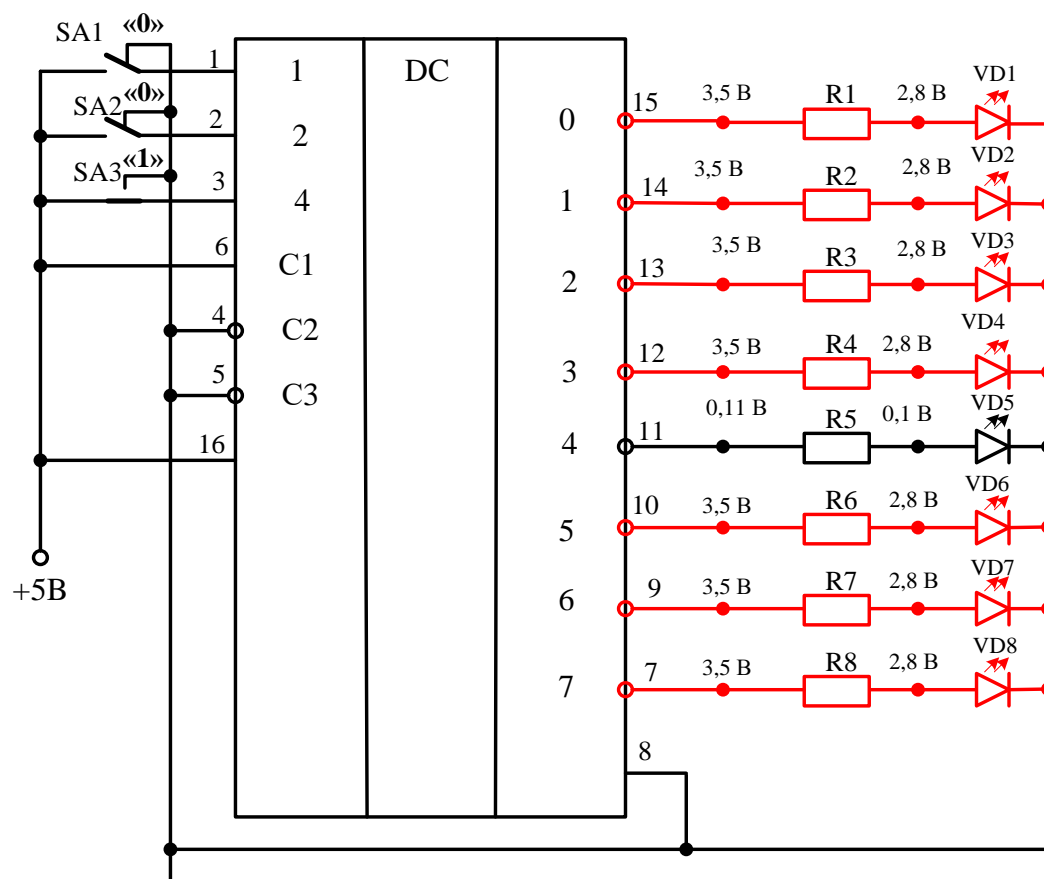 SA1 «0»
1 1 DC
SA2 «0»
2 2
SA3 «1»
3 4
6 C1
4 C2
5 C3
16
+5В
0 15 3,5 В R1 2,8 В VD1
1 14 3,5 В R2 2,8 В VD2
2 13 3,5 В R3 2,8 В VD3
3 12 3,5 В R4 2,8 В VD4
4 11 0,11 В R5 0,1 В VD5
5 10 3,5 В R6 2,8 В VD6
6 9 3,5 В R7 2,8 В VD7
7 7 3,5 В R8 2,8 В VD8
8